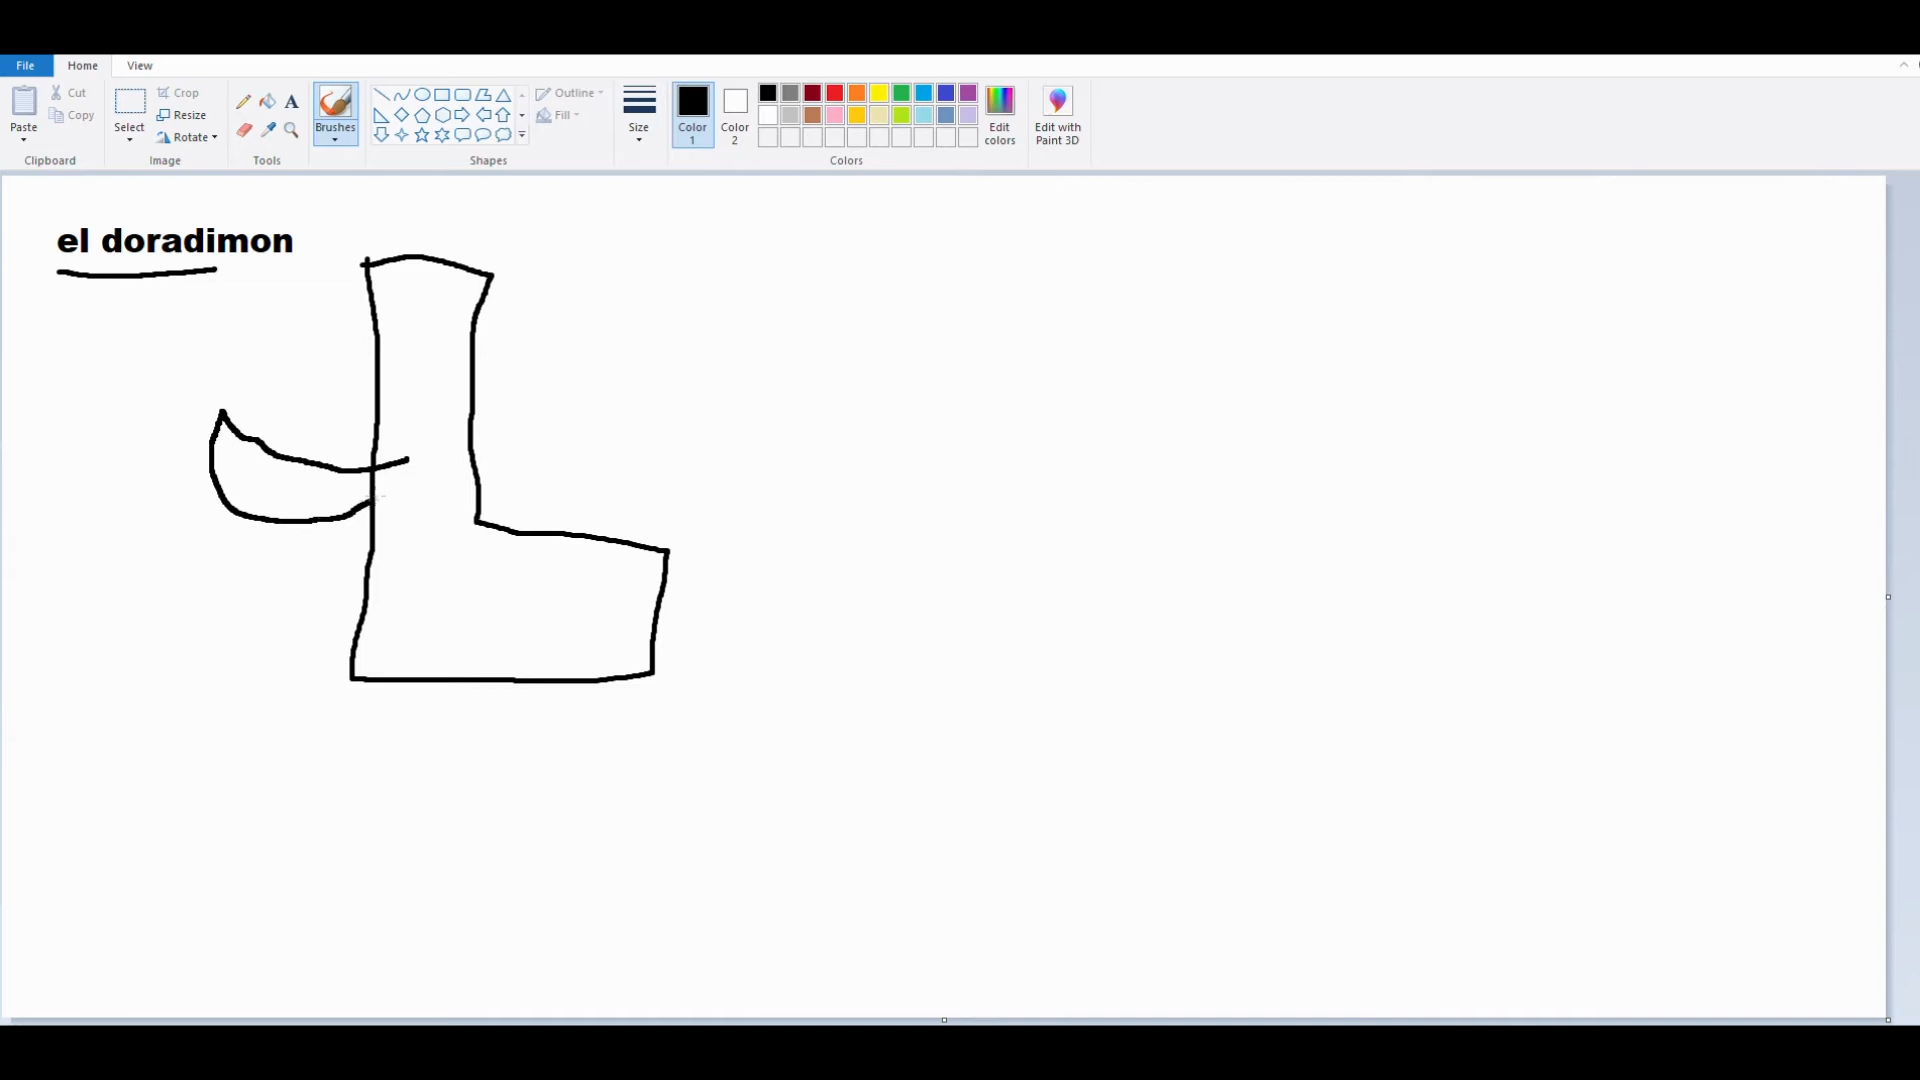 File Home View
Cut Crop Outline
Copy Resize Fill
Paste Select Rotate Brushes Size Color 1 Color 2 Edit colors Edit with Paint 3D
Clipboard Image Tools Shapes Colors
el doradimon